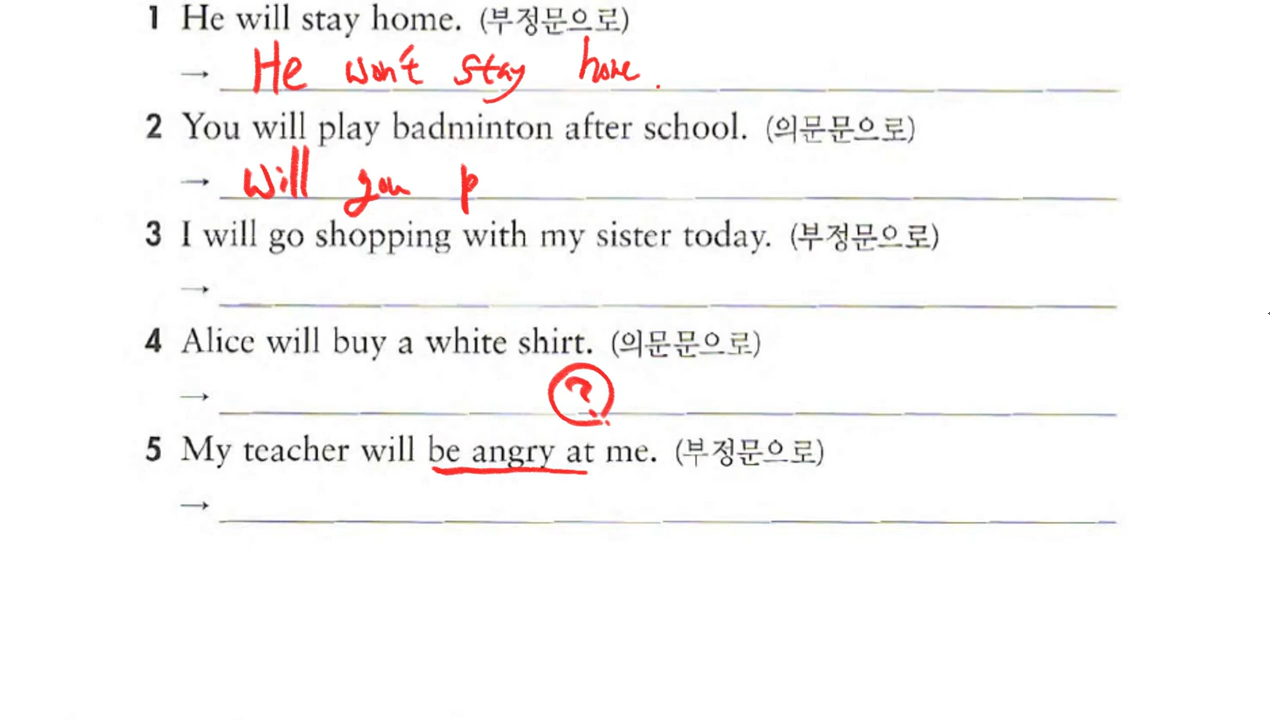 1 He will stay home. (부정문으로)
→ He won't stay home.
2 You will play badminton after school. (의문문으로)
→ Will you p
3 I will go shopping with my sister today. (부정문으로)
→
4 Alice will buy a white shirt. (의문문으로)
→ ?
5 My teacher will be angry at me. (부정문으로)
→